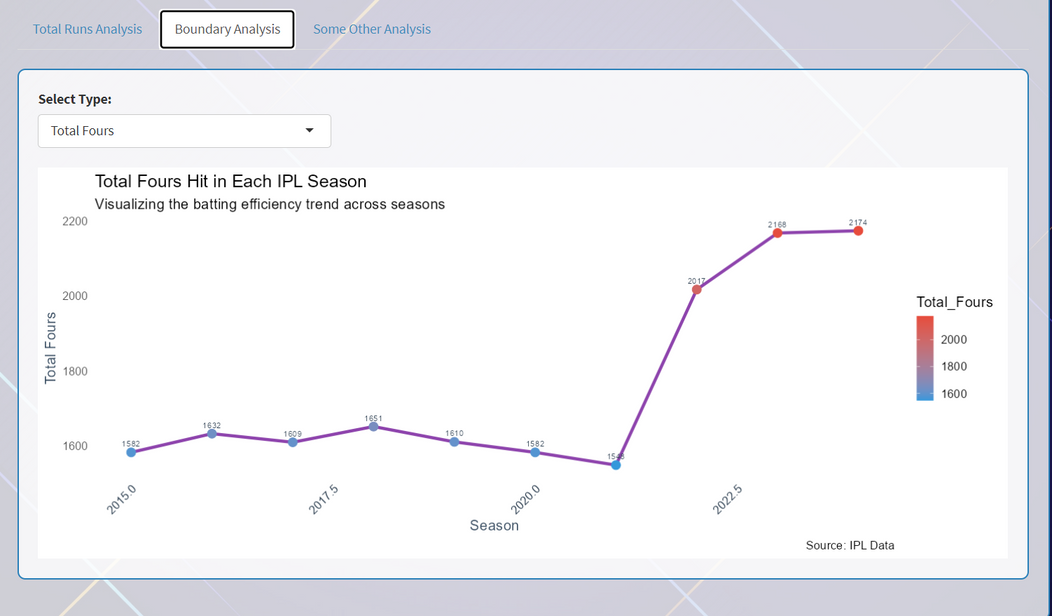 Total Runs Analysis
Boundary Analysis
Some Other Analysis
Select Type:
Total Fours
Total Fours Hit in Each IPL Season
Visualizing the batting efficiency trend across seasons
2200
2000
1800
1600
Total Fours
1582
1632
1609
1651
1610
1582
2017
2168
2174
2015.0
2017.5
2020.0
2022.5
Season
Total_Fours
2000
1800
1600
Source: IPL Data